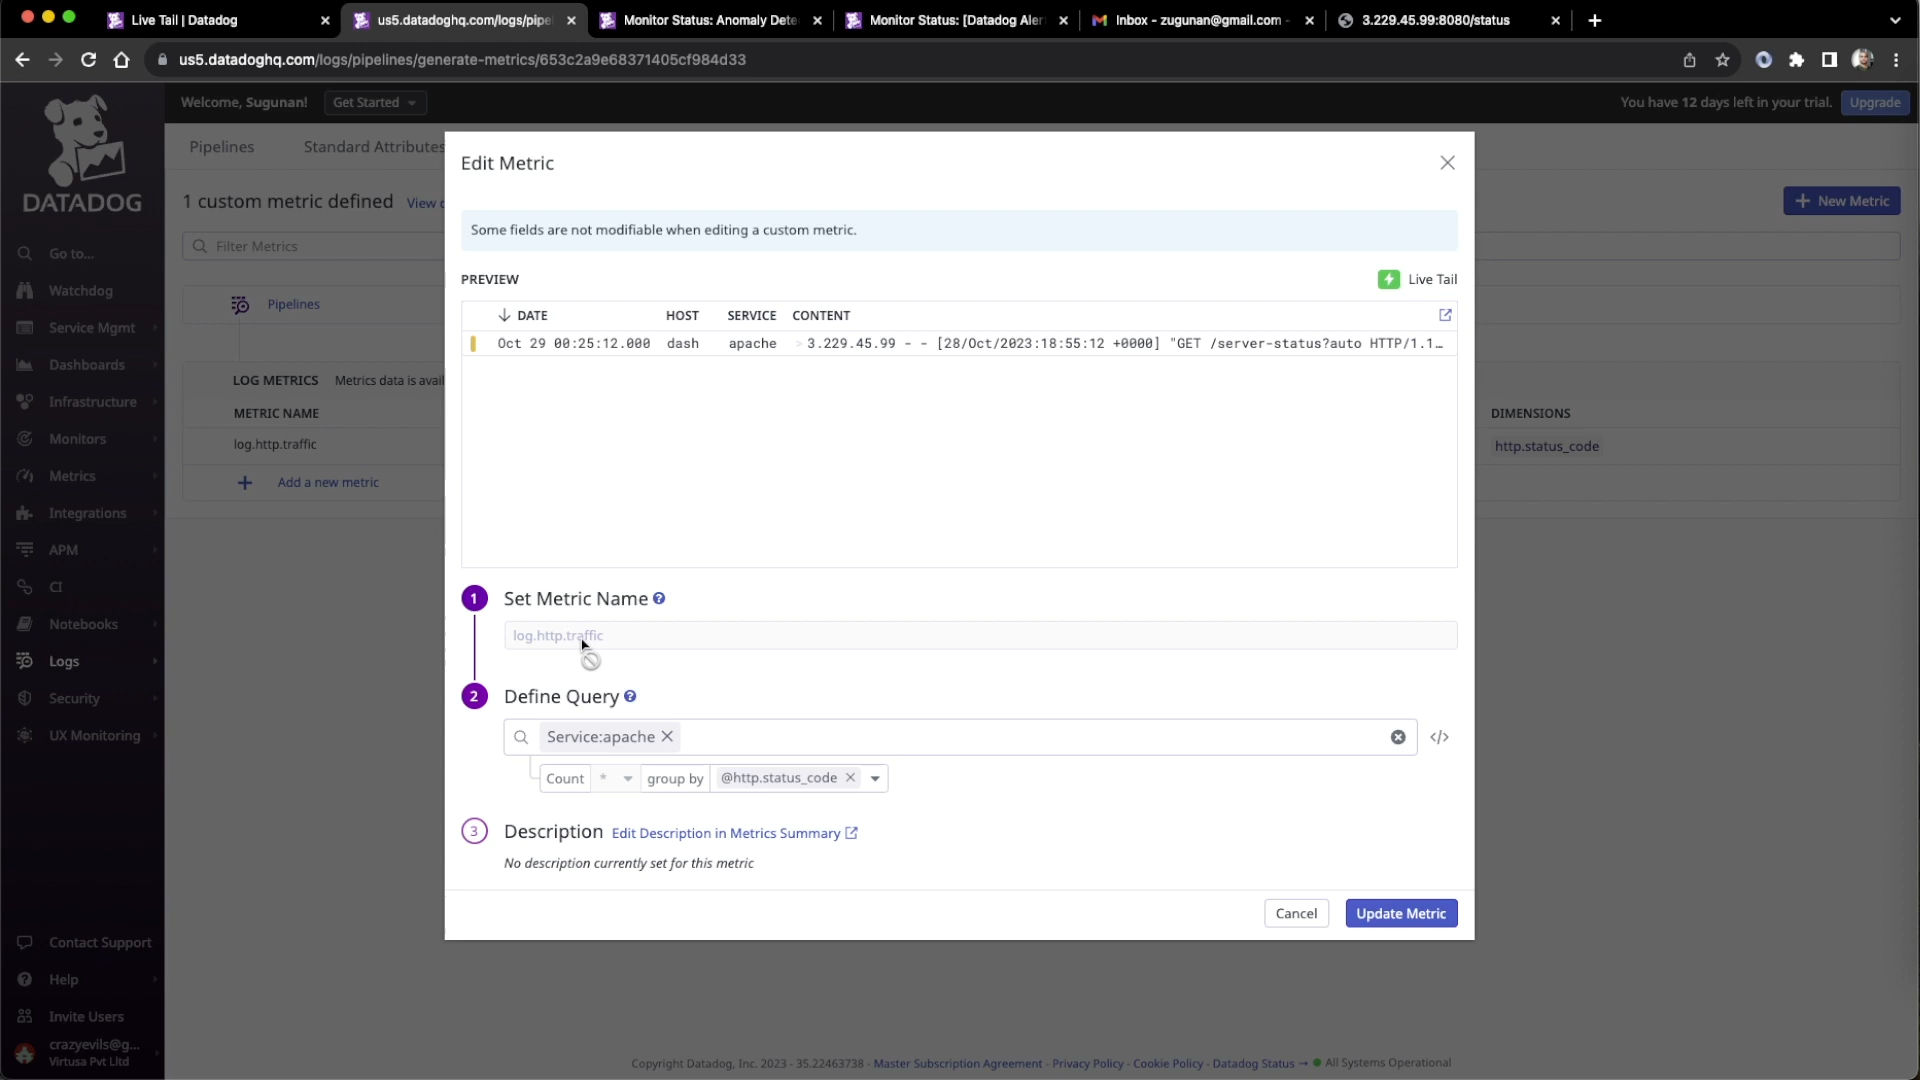 Live Tail | Datadog
us5.datadoghq.com/logs/pipe
Monitor Status: Anomaly Dete
Monitor Status: [Datadog Aler
Inbox - zugunan@gmail.com -
3.229.45.99:8080/status
us5.datadoghq.com/logs/pipelines/generate-metrics/653c2a9e68371405cf984d33
DATADOG
Welcome, Sugunan!
Get Started
You have 12 days left in your trial.
Upgrade
Pipelines
Standard Attributes
1 custom metric defined
View
New Metric
Filter Metrics
Pipelines
LOG METRICS Metrics data is avail
METRIC NAME
DIMENSIONS
log.http.traffic
http.status_code
Add a new metric
Go to...
Watchdog
Service Mgmt
Dashboards
Infrastructure
Monitors
Metrics
Integrations
APM
CI
Notebooks
Logs
Security
UX Monitoring
Contact Support
Help
Invite Users
crazyevils@g...
Virtusa Pvt Ltd
Edit Metric
Some fields are not modifiable when editing a custom metric.
PREVIEW
Live Tail
DATE HOST SERVICE CONTENT
Oct 29 00:25:12.000 dash apache 3.229.45.99 - - [28/Oct/2023:18:55:12 +0000] "GET /server-status?auto HTTP/1.1…
1 Set Metric Name
log.http.traffic
2 Define Query
Service:apache
Count * group by @http.status_code
3 Description Edit Description in Metrics Summary
No description currently set for this metric
Cancel
Update Metric
Copyright Datadog, Inc. 2023 - 35.22463738 - Master Subscription Agreement - Privacy Policy - Cookie Policy - Datadog Status → All Systems Operational